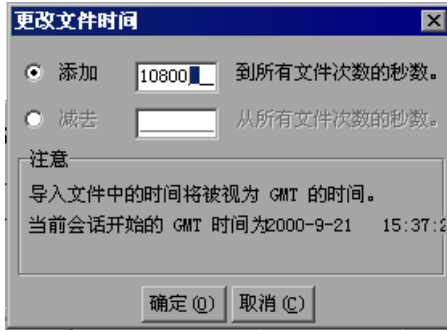 更改文件时间
添加 10800 到所有文件次数的秒数。
减去 从所有文件次数的秒数。
注意
导入文件中的时间将被视为 GMT 的时间。
当前会话开始的 GMT 时间为2000-9-21 15:37:2
确定(O) 取消(C)